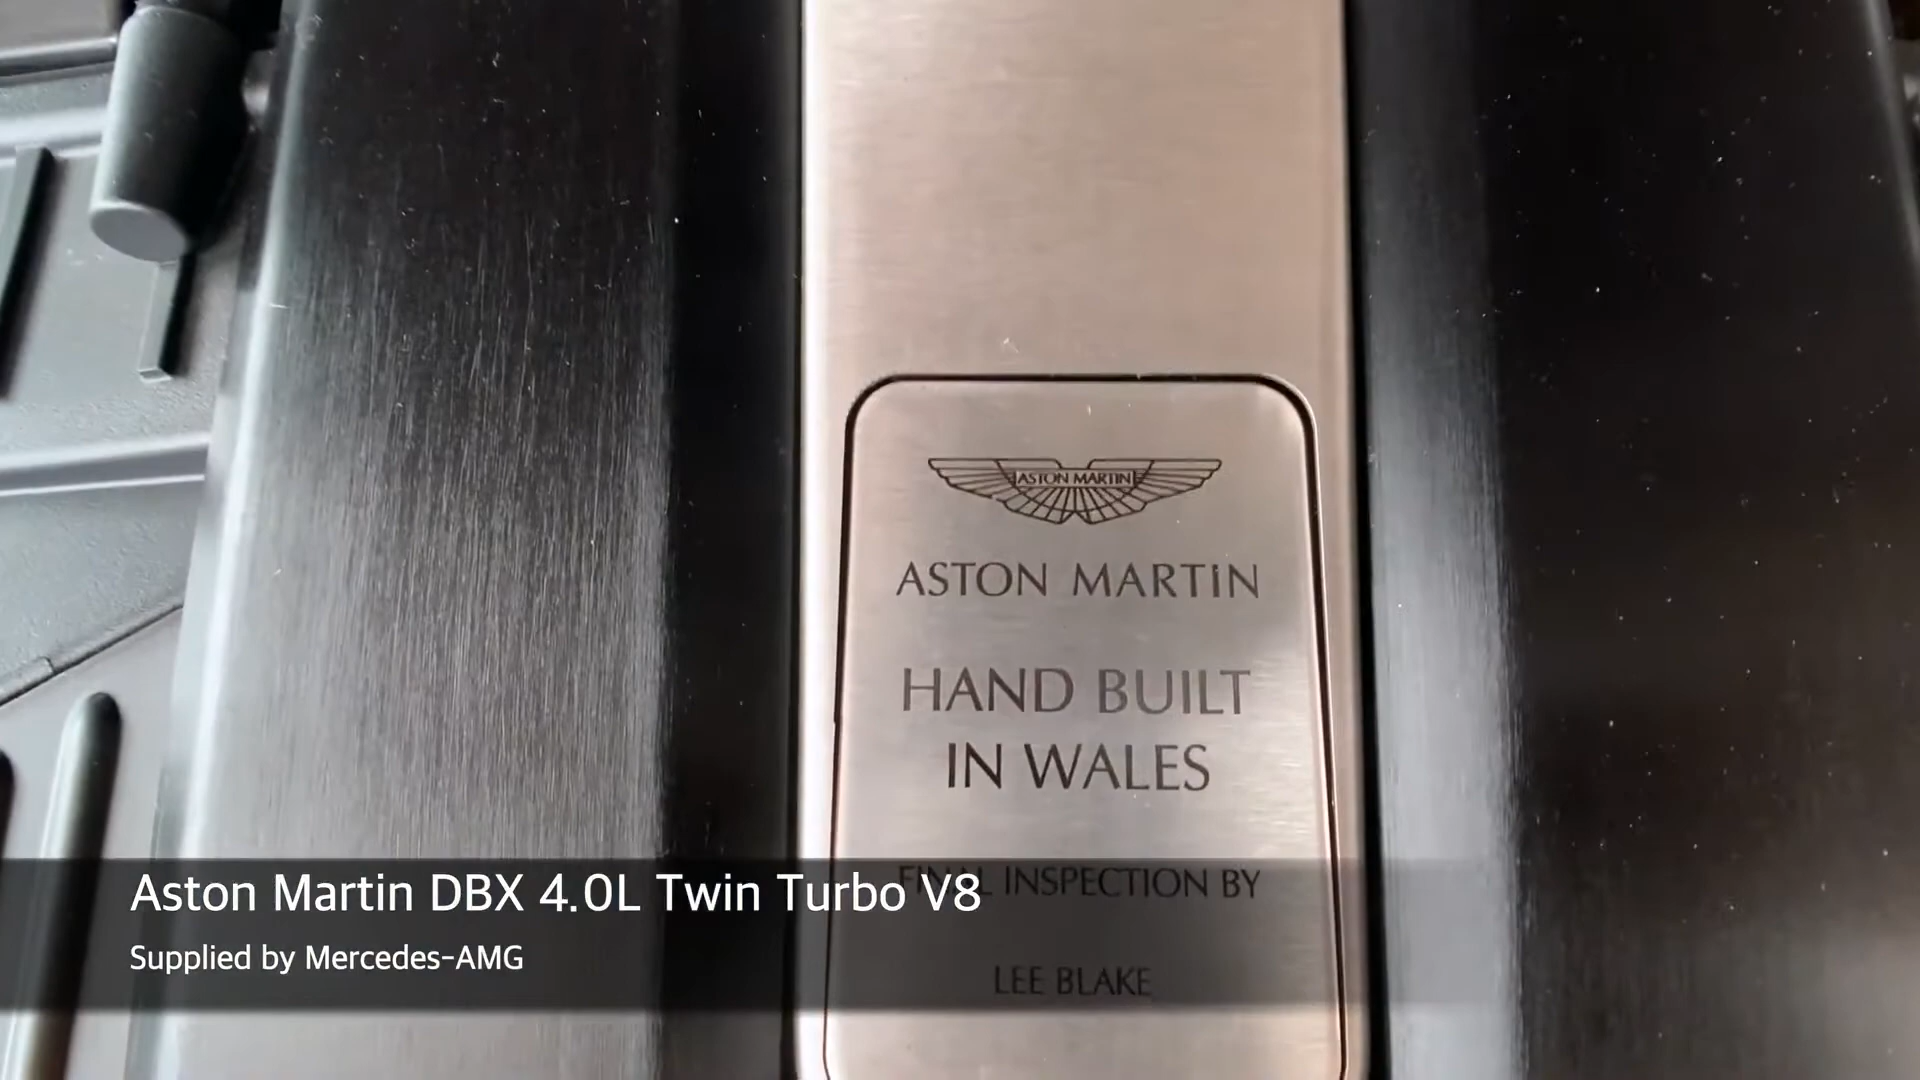 ASTON MARTIN
ASTON MARTIN
HAND BUILT
IN WALES
FINAL INSPECTION BY
LEE BLAKE
Aston Martin DBX 4.0L Twin Turbo V8
Supplied by Mercedes-AMG